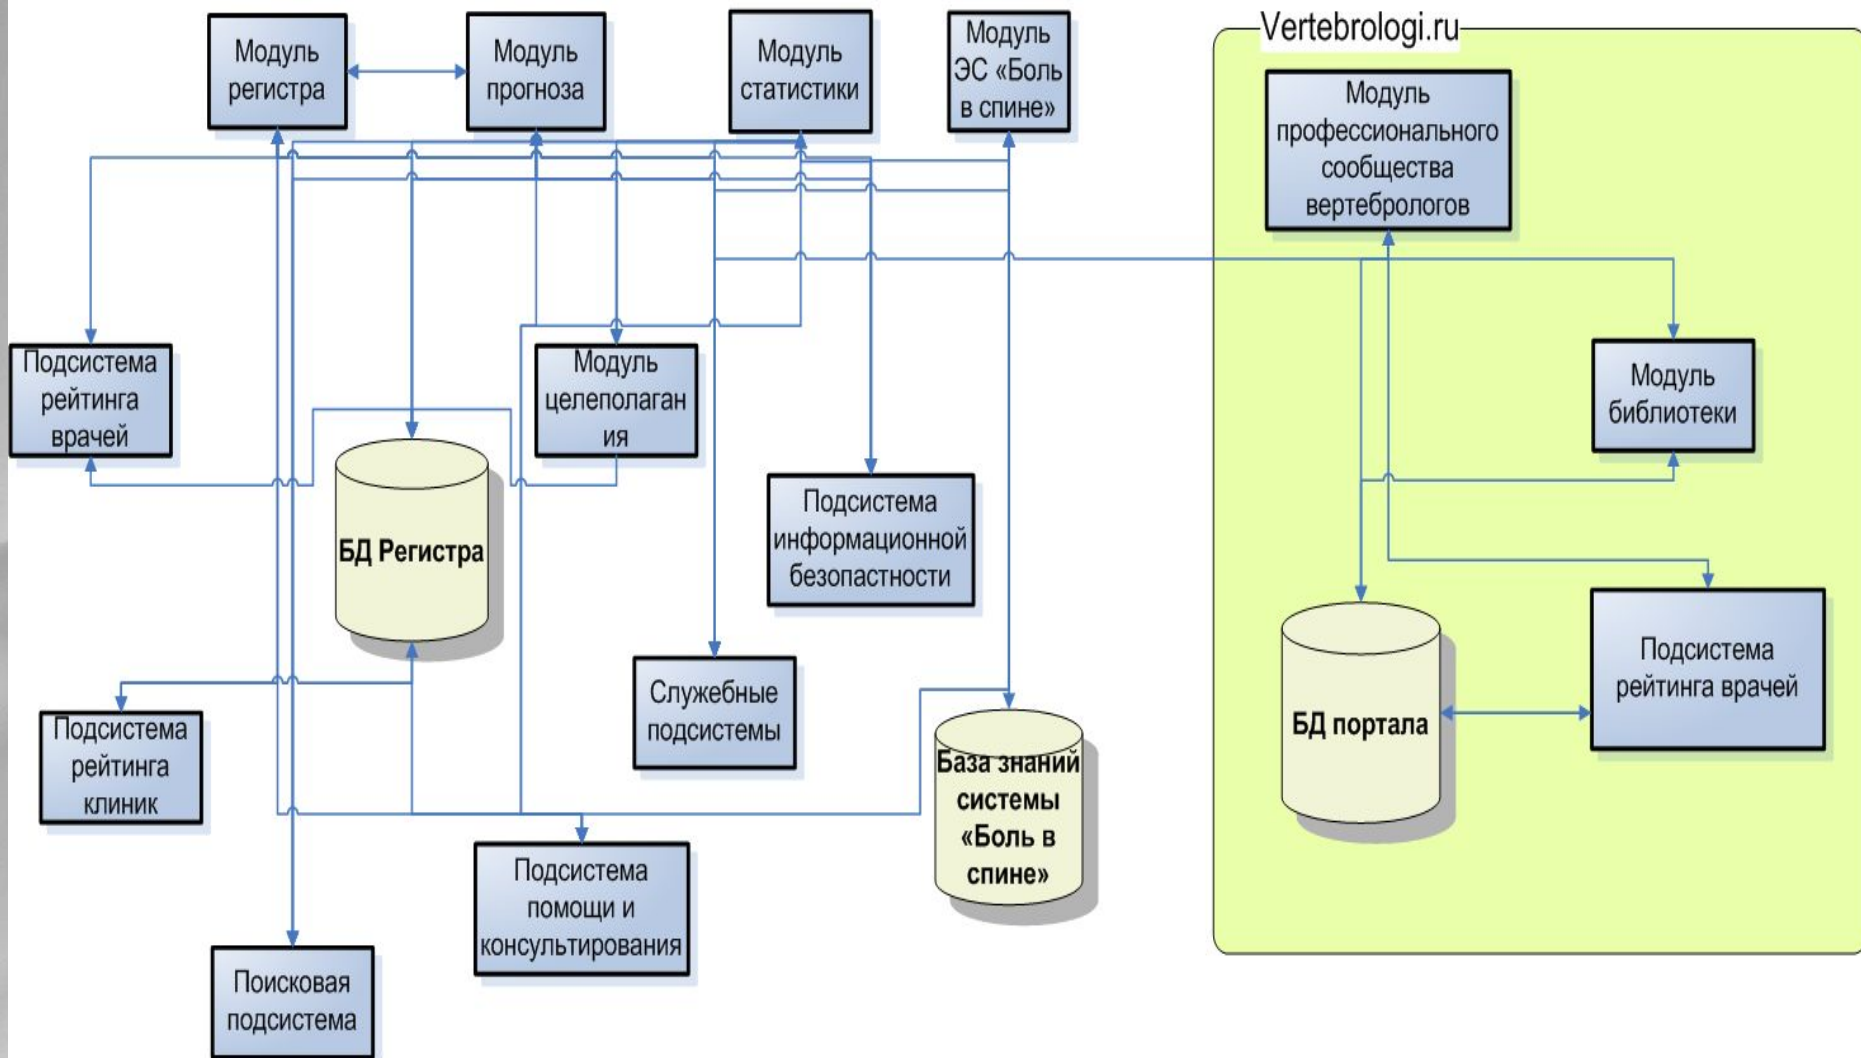 Модуль
регистра
Модуль
прогноза
Модуль
статистики
Модуль
ЭС «Боль
в спине»
Vertebrologi.ru
Модуль
профессионального
сообщества
вертебрологов
Подсистема
рейтинга
врачей
Модуль
целеполаган
ия
Модуль
библиотеки
БД Регистра
Подсистема
информационной
безопастности
Подсистема
рейтинга врачей
Служебные
подсистемы
БД портала
Подсистема
рейтинга
клиник
База знаний
системы
«Боль в
спине»
Подсистема
помощи и
консультирования
Поисковая
подсистема